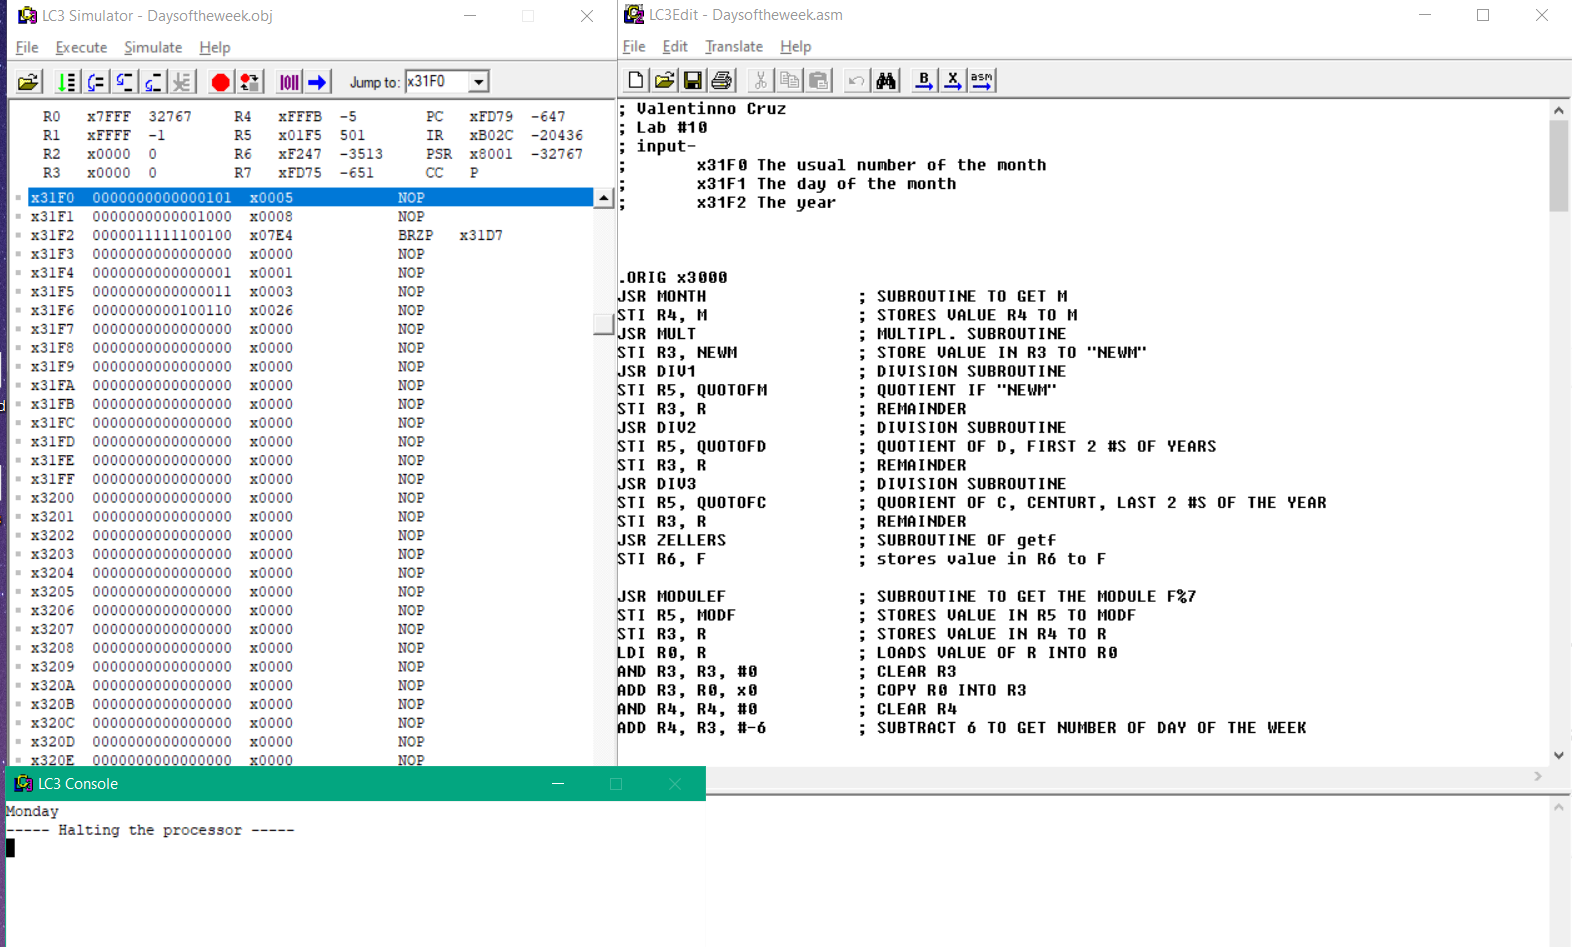 LC3 Simulator - Daysoftheweek.obj
File Execute Simulate Help
Jump to: x31F0
R0 x7FFF 32767 R4 xFFFB -5 PC xFD79 -647
R1 xFFFF -1 R5 x01F5 501 IR xB02C -20436
R2 x0000 0 R6 xF247 -3513 PSR x8001 -32767
R3 x0000 0 R7 xFD75 -651 CC P
x31F0 0000000000000101 x0005 NOP
x31F1 0000000000001000 x0008 NOP
x31F2 0000011111100100 x07E4 BRZP x31D7
x31F3 0000000000000000 x0000 NOP
x31F4 0000000000000001 x0001 NOP
x31F5 0000000000000011 x0003 NOP
x31F6 0000000000100110 x0026 NOP
x31F7 0000000000000000 x0000 NOP
x31F8 0000000000000000 x0000 NOP
x31F9 0000000000000000 x0000 NOP
x31FA 0000000000000000 x0000 NOP
x31FB 0000000000000000 x0000 NOP
x31FC 0000000000000000 x0000 NOP
x31FD 0000000000000000 x0000 NOP
x31FE 0000000000000000 x0000 NOP
x31FF 0000000000000000 x0000 NOP
x3200 0000000000000000 x0000 NOP
x3201 0000000000000000 x0000 NOP
x3202 0000000000000000 x0000 NOP
x3203 0000000000000000 x0000 NOP
x3204 0000000000000000 x0000 NOP
x3205 0000000000000000 x0000 NOP
x3206 0000000000000000 x0000 NOP
x3207 0000000000000000 x0000 NOP
x3208 0000000000000000 x0000 NOP
x3209 0000000000000000 x0000 NOP
x320A 0000000000000000 x0000 NOP
x320B 0000000000000000 x0000 NOP
x320C 0000000000000000 x0000 NOP
x320D 0000000000000000 x0000 NOP
x320E 0000000000000000 x0000 NOP
LC3Edit - Daysoftheweek.asm
File Edit Translate Help
B X asm
; Valentinno Cruz
; Lab #10
; input-
; x31F0 The usual number of the month
; x31F1 The day of the month
; x31F2 The year
.ORIG x3000
JSR MONTH ; SUBROUTINE TO GET M
STI R4, M ; STORES VALUE R4 TO M
JSR MULT ; MULTIPL. SUBROUTINE
STI R3, NEWM ; STORE VALUE IN R3 TO "NEWM"
JSR DIV1 ; DIVISION SUBROUTINE
STI R5, QUOTOFM ; QUOTIENT IF "NEWM"
STI R3, R ; REMAINDER
JSR DIV2 ; DIVISION SUBROUTINE
STI R5, QUOTOFD ; QUOTIENT OF D, FIRST 2 #S OF YEARS
STI R3, R ; REMAINDER
JSR DIV3 ; DIVISION SUBROUTINE
STI R5, QUOTOFC ; QUORIENT OF C, CENTURT, LAST 2 #S OF THE YEAR
STI R3, R ; REMAINDER
JSR ZELLERS ; SUBROUTINE OF getf
STI R6, F ; stores value in R6 to F
JSR MODULEF ; SUBROUTINE TO GET THE MODULE F%7
STI R5, MODF ; STORES VALUE IN R5 TO MODF
STI R3, R ; STORES VALUE IN R4 TO R
LDI R0, R ; LOADS VALUE OF R INTO R0
AND R3, R3, #0 ; CLEAR R3
ADD R3, R0, x0 ; COPY R0 INTO R3
AND R4, R4, #0 ; CLEAR R4
ADD R4, R3, #-6 ; SUBTRACT 6 TO GET NUMBER OF DAY OF THE WEEK
LC3 Console
Monday
----- Halting the processor -----